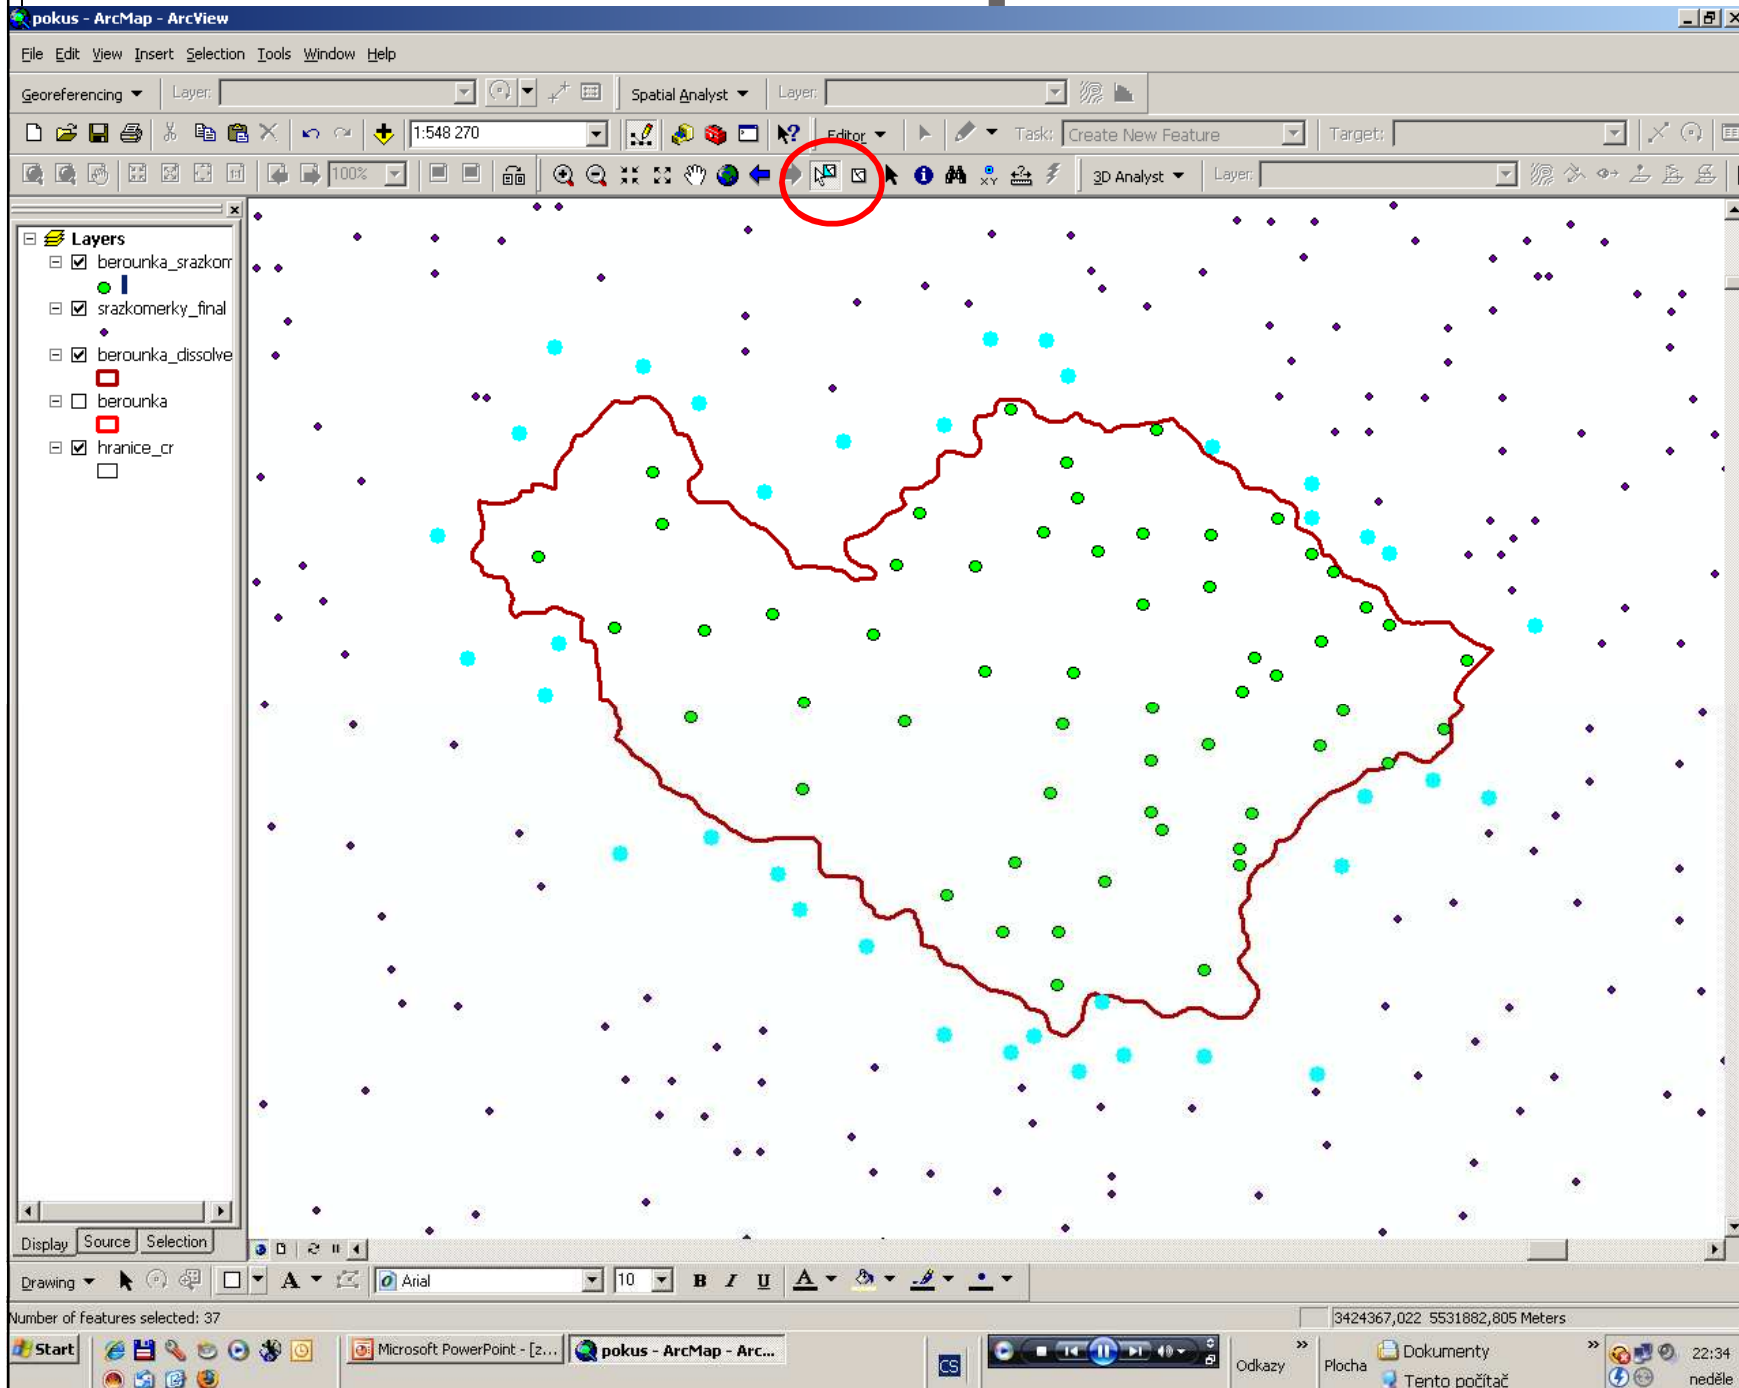 pokus - ArcMap - ArcView
File Edit View Insert Selection Tools Window Help
Georeferencing Layer: Spatial Analyst Layer:
1:548 270 Editor Task: Create New Feature Target:
100% 3D Analyst Layer:
Layers
berounka_srazkom
srazkomerky_final
berounka_dissolve
berounka
hranice_cr
Display Source Selection
Drawing A Arial 10 B I U A
Number of features selected: 37 3424367,022 5531882,805 Meters
Start Microsoft PowerPoint - [z... pokus - ArcMap - Arc... CS Odkazy Plocha Dokumenty 22:34
Tento počítač neděle